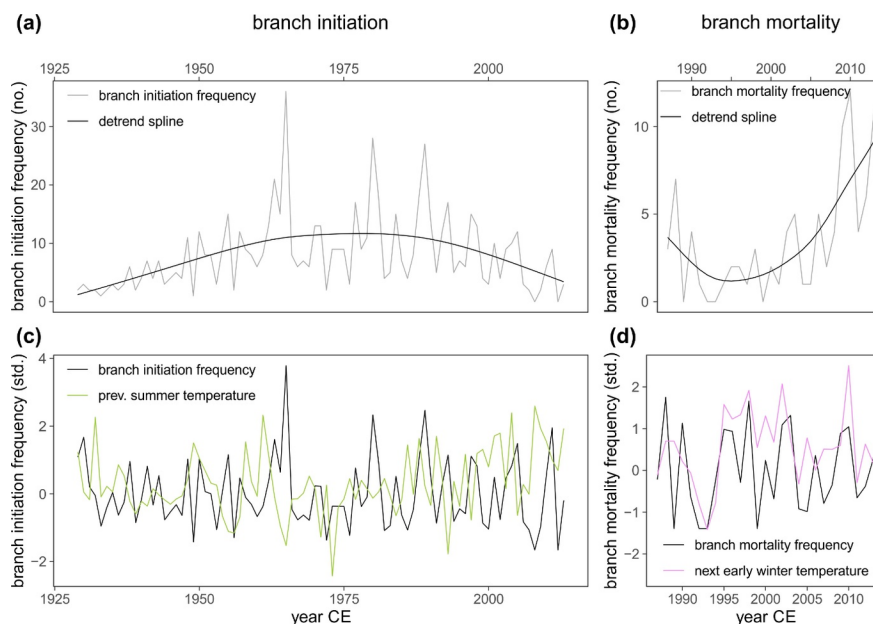 (a) branch initiation
(b) branch mortality
1925 1950 1975 2000
1990 2000 2010
branch initiation frequency (no.)
30
20
10
0
branch initiation frequency
detrend spline
branch mortality frequency (no.)
10
5
0
branch mortality frequency
detrend spline
(c)
(d)
branch initiation frequency (std.)
4
2
0
−2
branch initiation frequency
prev. summer temperature
1925 1950 1975 2000
year CE
branch mortality frequency (std.)
2
1
0
−1
−2
branch mortality frequency
next early winter temperature
1990 1995 2000 2005 2010
year CE